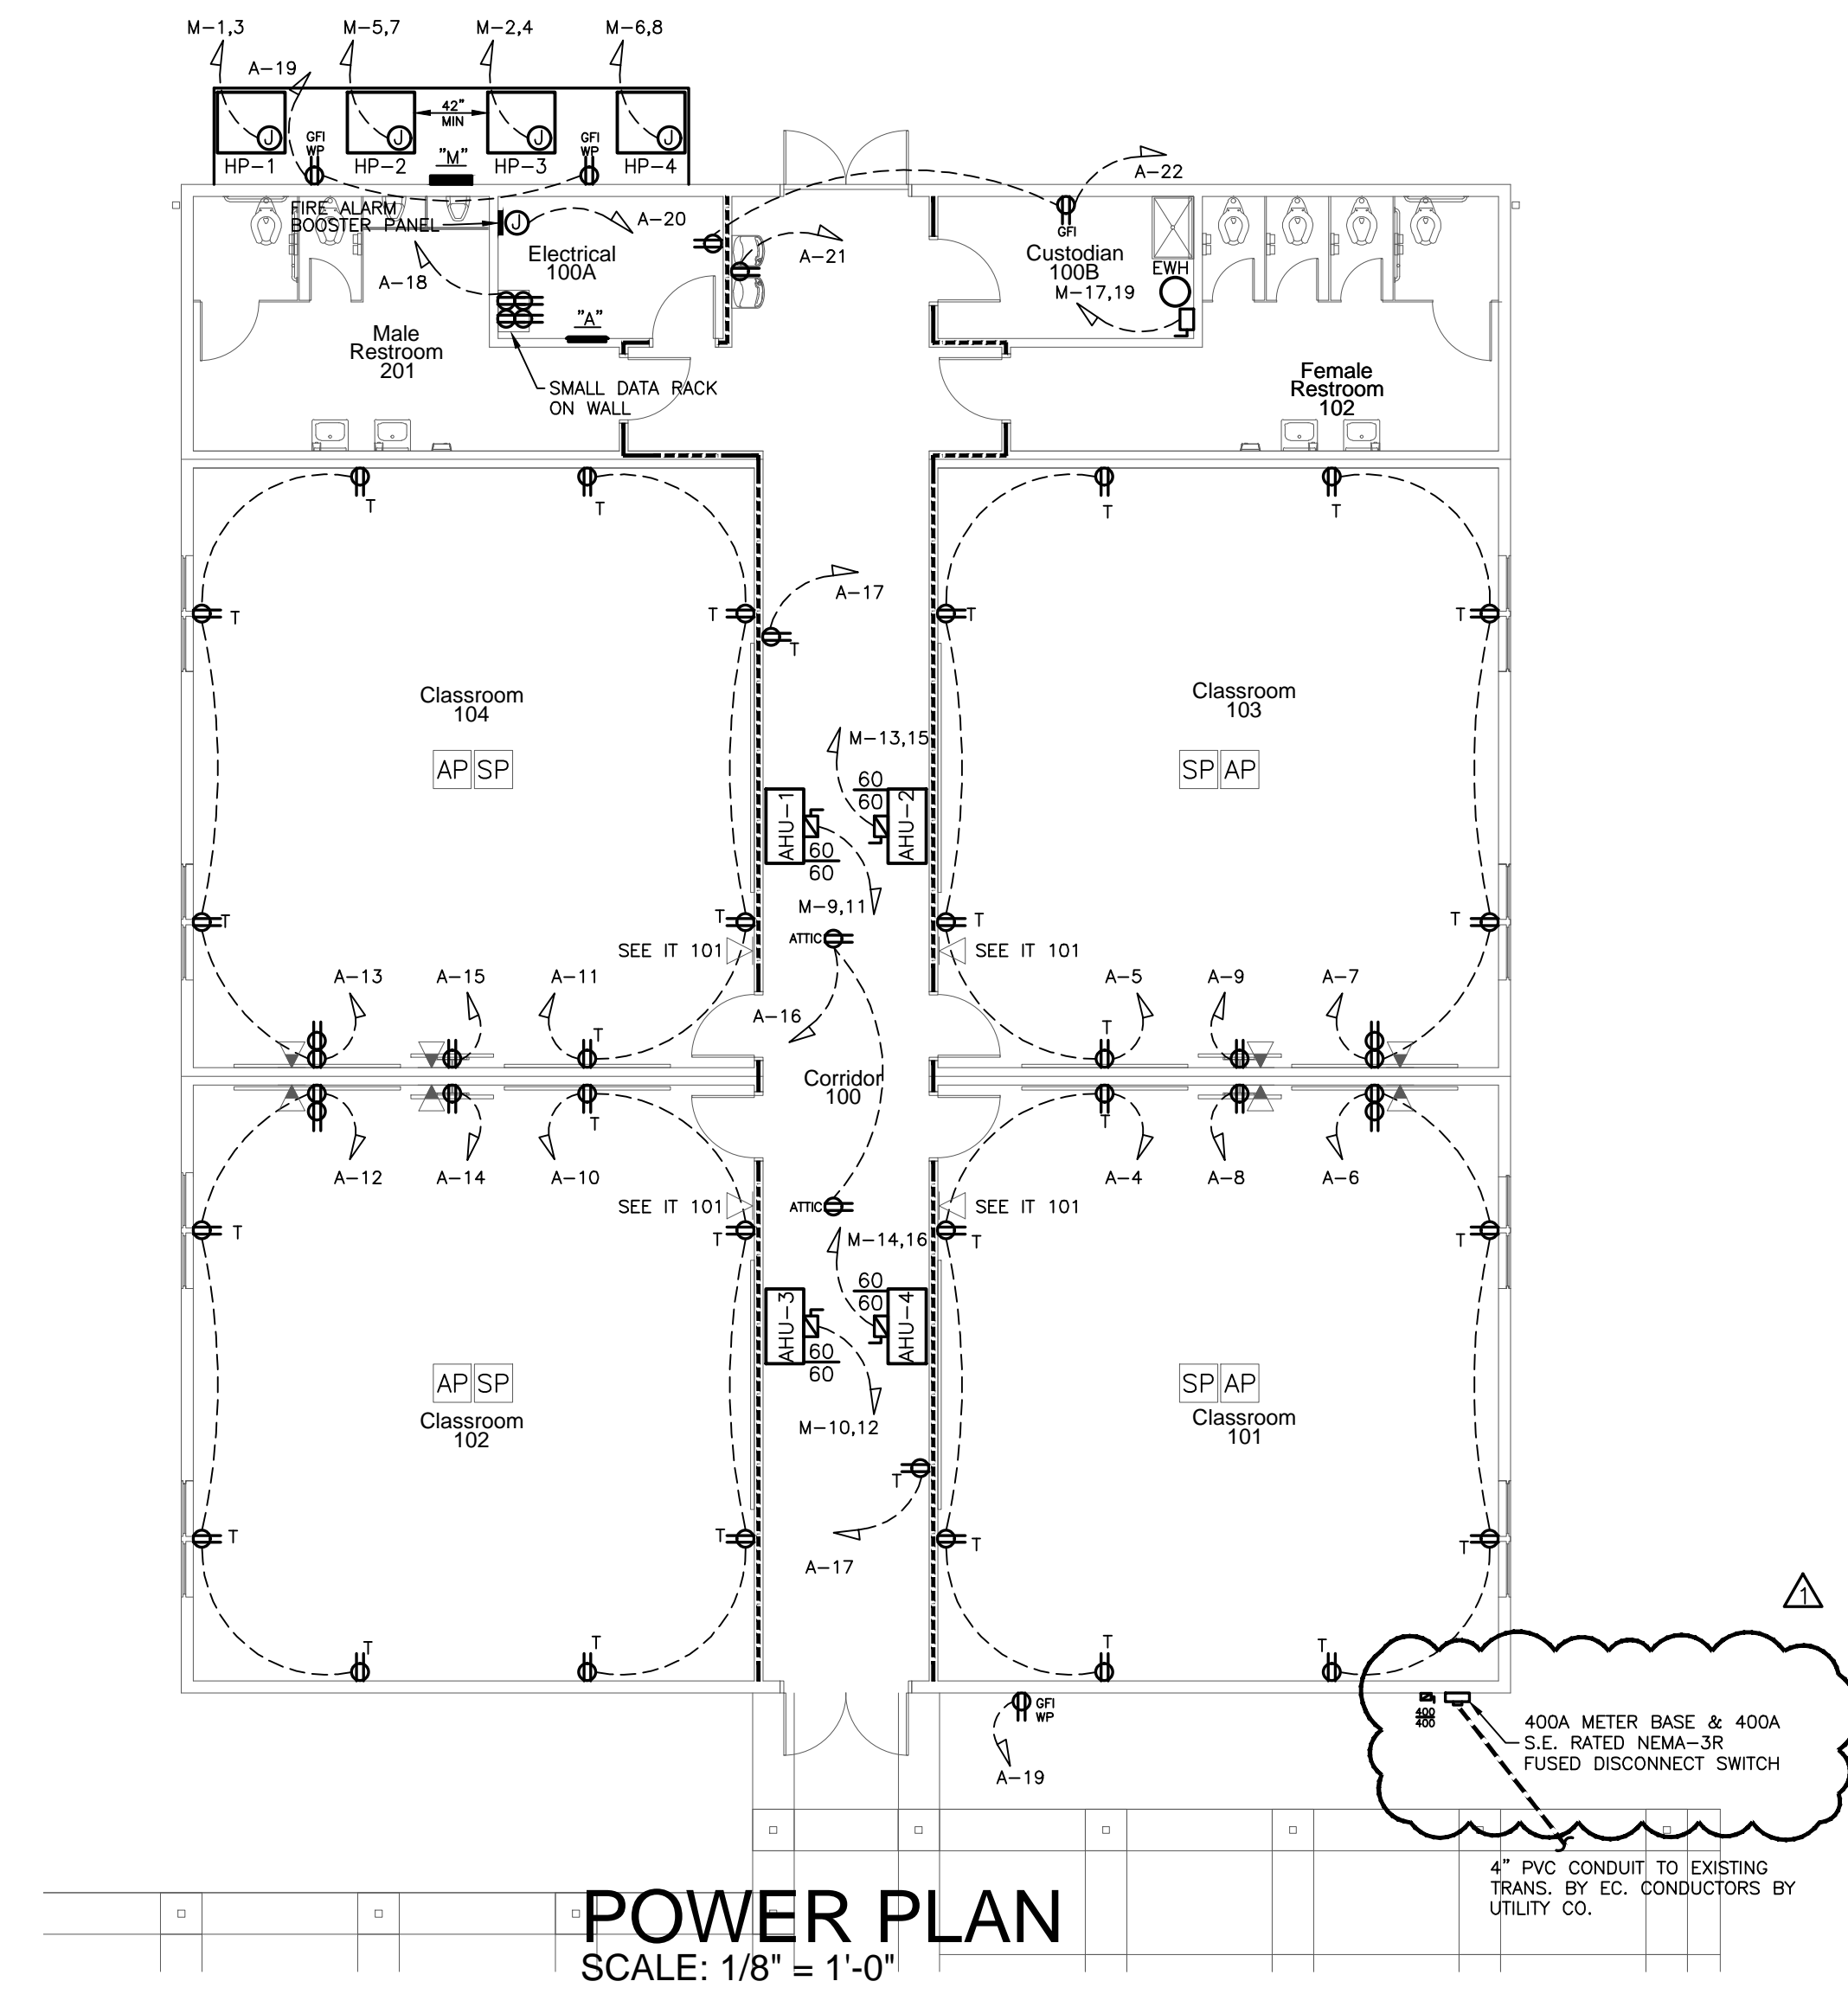 M-1,3
M-5,7
M-2,4
M-6,8
A-19
42"
MIN
J
J
J
J
GFI
WP
GFI
WP
HP-1
HP-2
"M"
HP-3
HP-4
A-22
FIRE ALARM
BOOSTER PANEL
J
A-20
GFI
Electrical
100A
A-21
Custodian
100B
EWH
A-18
M-17,19
"A"
Male
Restroom
201
SMALL DATA RACK
ON WALL
Female
Restroom
102
T
T
T
T
A-17
T
T
T
T
T
Classroom
104
Classroom
103
AP SP
M-13,15
SP AP
60
60
AHU-1
AHU-2
60
60
M-9,11
T
T
T
T
ATTIC
SEE IT 101
SEE IT 101
A-13
A-15
A-11
A-5
A-9
A-7
A-16
T
T
Corridor
100
T
T
A-12
A-14
A-10
A-4
A-8
A-6
SEE IT 101
ATTIC
SEE IT 101
T
T
T
T
M-14,16
60
60
AHU-3
AHU-4
60
60
AP SP
SP AP
Classroom
102
M-10,12
Classroom
101
T
T
T
T
T
A-17
1
T
T
T
T
GFI
WP
400
400
400A METER BASE & 400A
S.E. RATED NEMA-3R
FUSED DISCONNECT SWITCH
A-19
4" PVC CONDUIT TO EXISTING
TRANS. BY EC. CONDUCTORS BY
UTILITY CO.
POWER PLAN
SCALE: 1/8" = 1'-0"